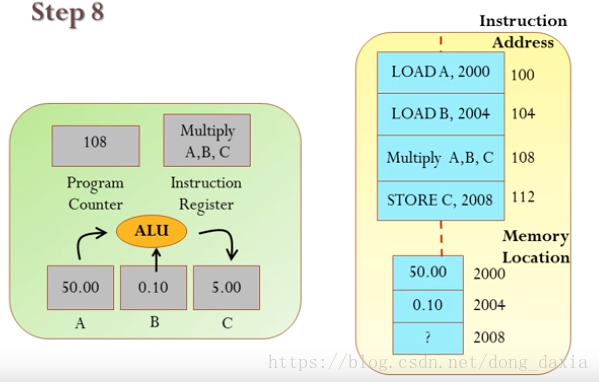 Step 8
108
Program
Counter
Multiply
A,B, C
Instruction
Register
ALU
50.00
0.10
5.00
A
B
C
Instruction
Address
LOAD A, 2000
100
LOAD B, 2004
104
Multiply A,B, C
108
STORE C, 2008
112
Memory
Location
50.00
2000
0.10
2004
?
2008
https://blog.csdn.net/dong_daxia